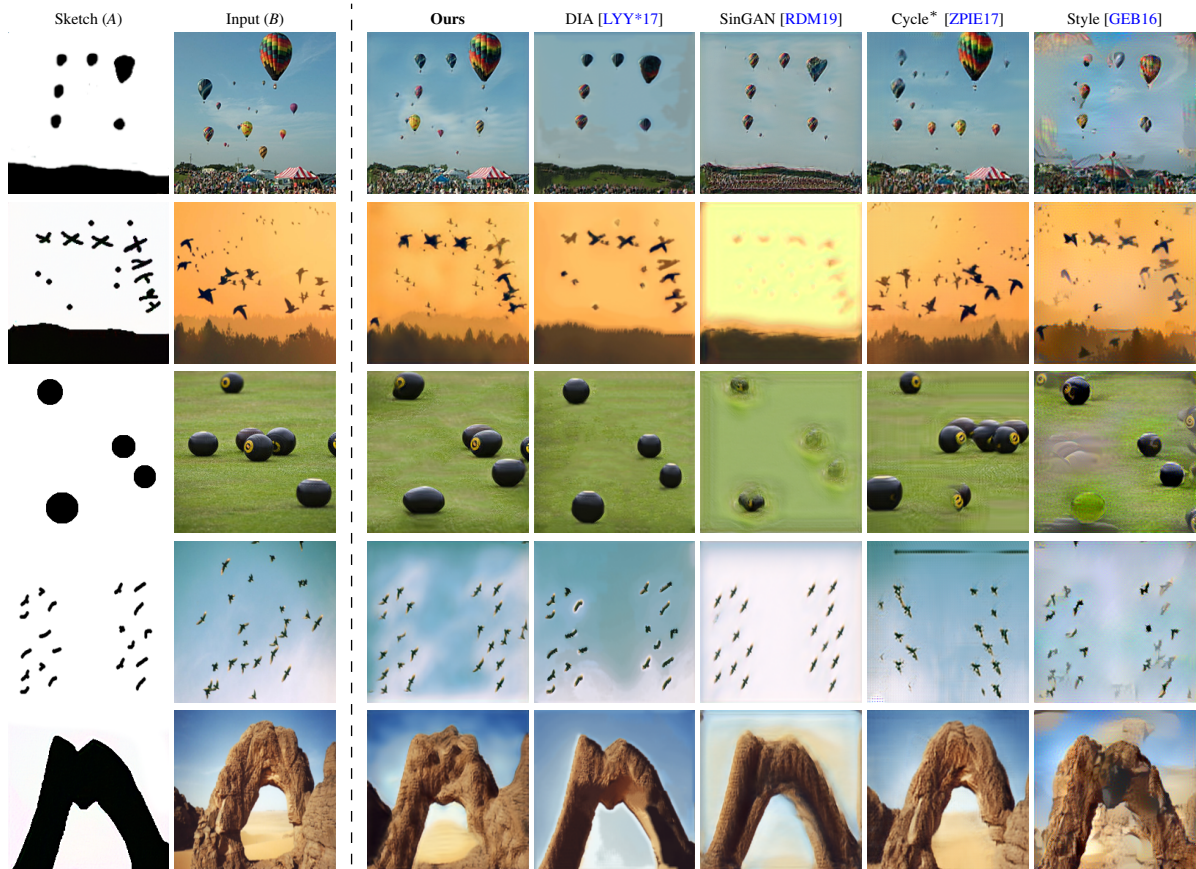 Sketch (A) Input (B) Ours DIA [LYY*17] SinGAN [RDM19] Cycle* [ZPIE17] Style [GEB16]